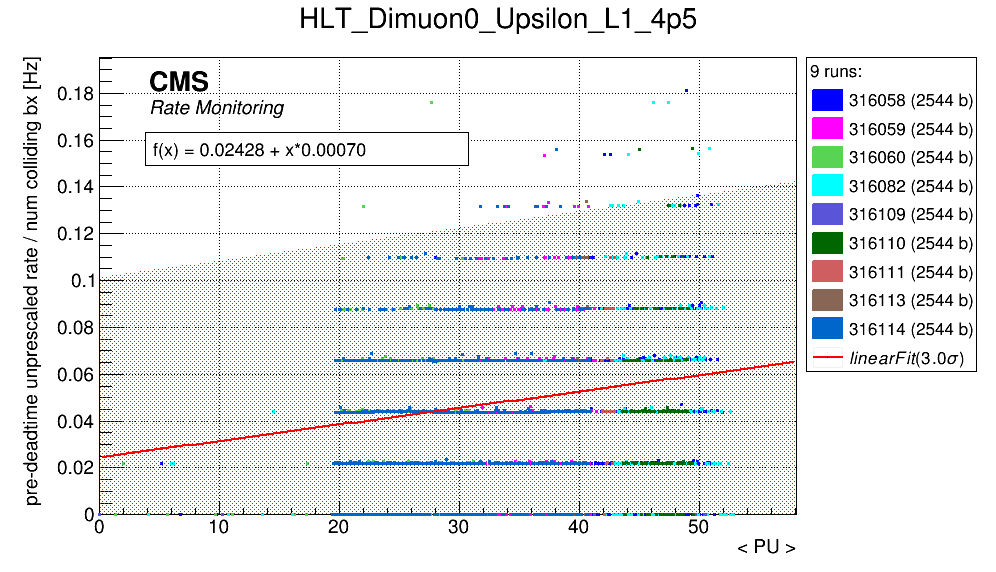 HLT_Dimuon0_Upsilon_L1_4p5
CMS
Rate Monitoring
f(x) = 0.02428 + x*0.00070
pre-deadtime unprescaled rate / num colliding bx [Hz]
0.18
0.16
0.14
0.12
0.1
0.08
0.06
0.04
0.02
0
0 10 20 30 40 50
< PU >
9 runs:
316058 (2544 b)
316059 (2544 b)
316060 (2544 b)
316082 (2544 b)
316109 (2544 b)
316110 (2544 b)
316111 (2544 b)
316113 (2544 b)
316114 (2544 b)
linearFit(3.0σ)